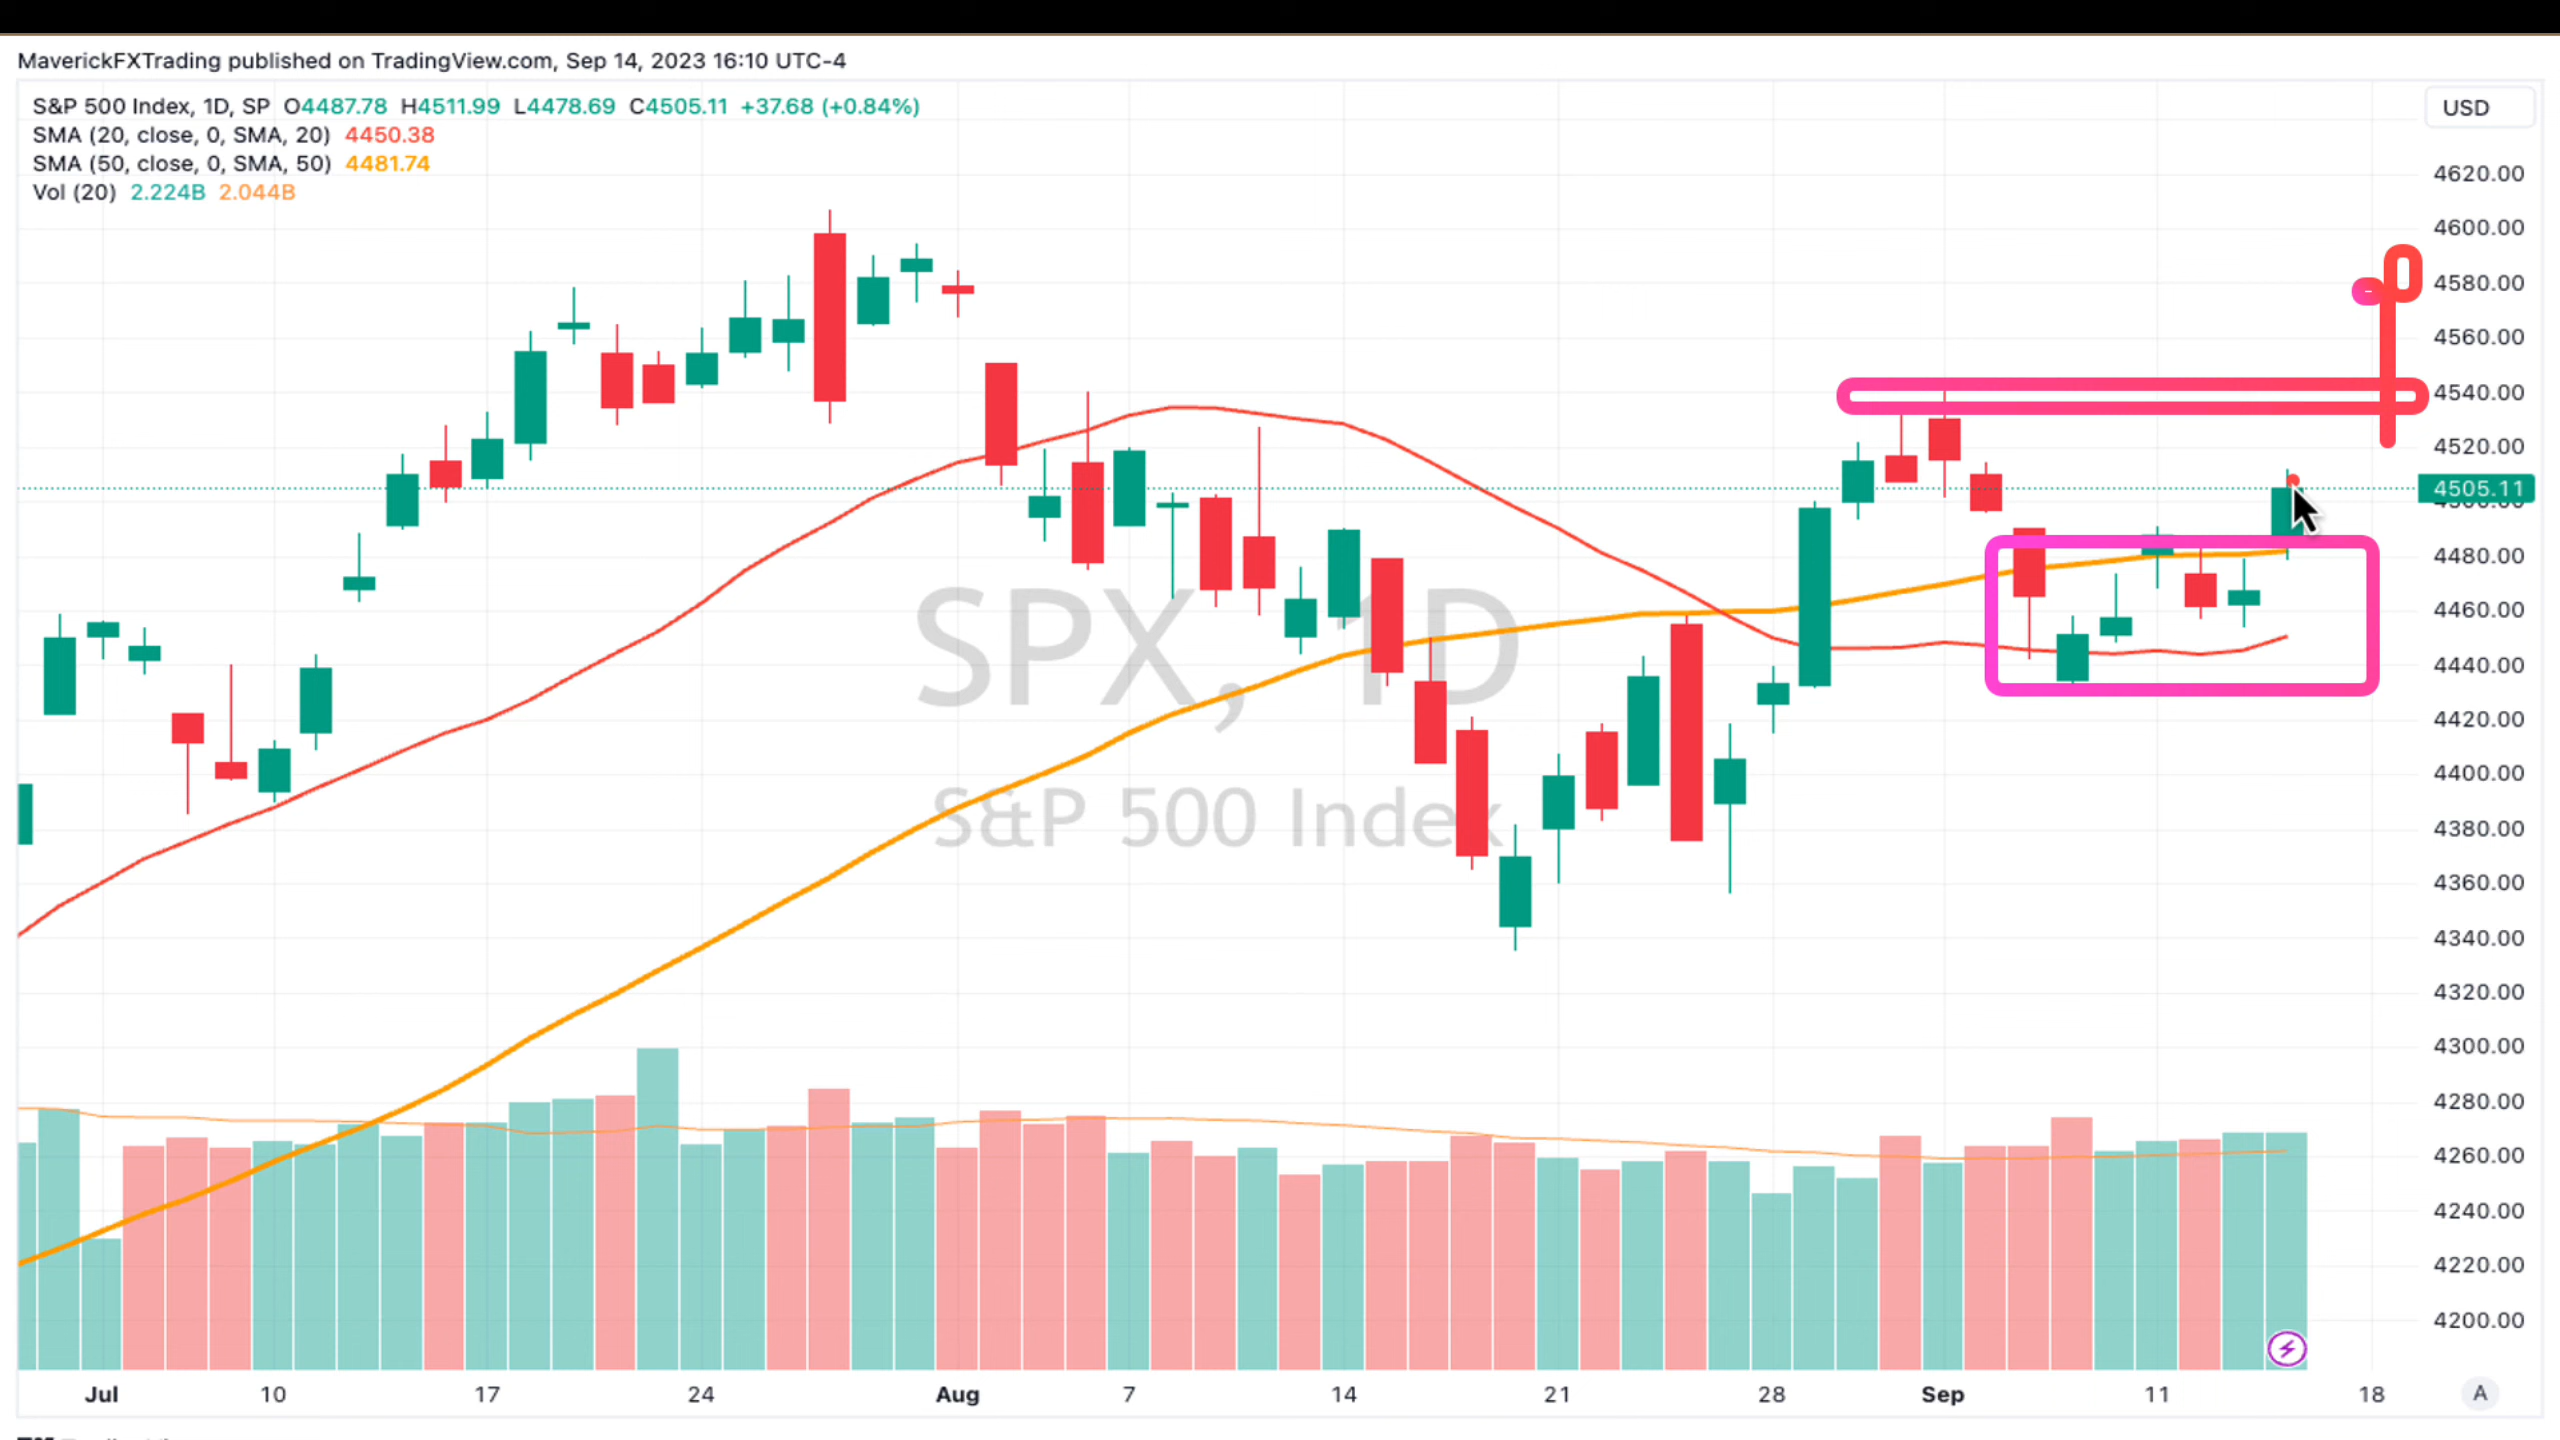 MaverickFXTrading published on TradingView.com, Sep 14, 2023 16:10 UTC-4
S&P 500 Index, 1D, SP O4487.78 H4511.99 L4478.69 C4505.11 +37.68 (+0.84%)
USD
SMA (20, close, 0, SMA, 20) 4450.38
SMA (50, close, 0, SMA, 50) 4481.74
Vol (20) 2.224B 2.044B
4620.00
4600.00
4580.00
4560.00
4540.00
4520.00
4505.11
4480.00
4460.00
4440.00
4420.00
4400.00
4380.00
4360.00
4340.00
4320.00
4300.00
4280.00
4260.00
4240.00
4220.00
4200.00
SPX, 1D
S&P 500 Index
Jul 10 17 24 Aug 7 14 21 28 Sep 11 18 A